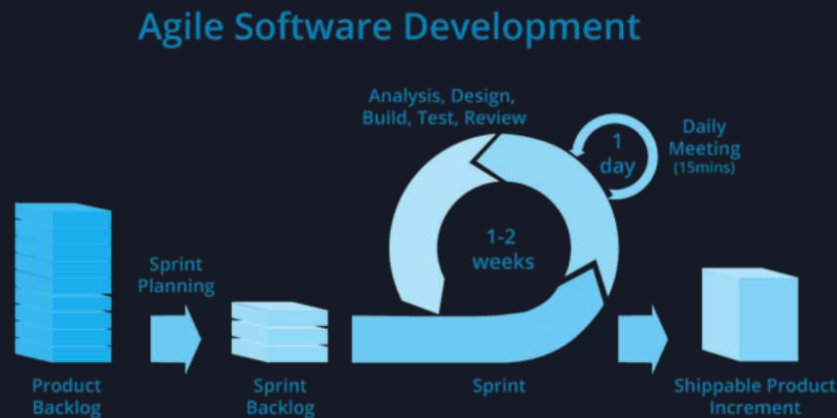 Agile Software Development
Analysis, Design,
Build, Test, Review
1
day
Daily
Meeting
(15mins)
1-2
weeks
Sprint
Planning
Product
Backlog
Sprint
Backlog
Sprint
Shippable Product
Increment